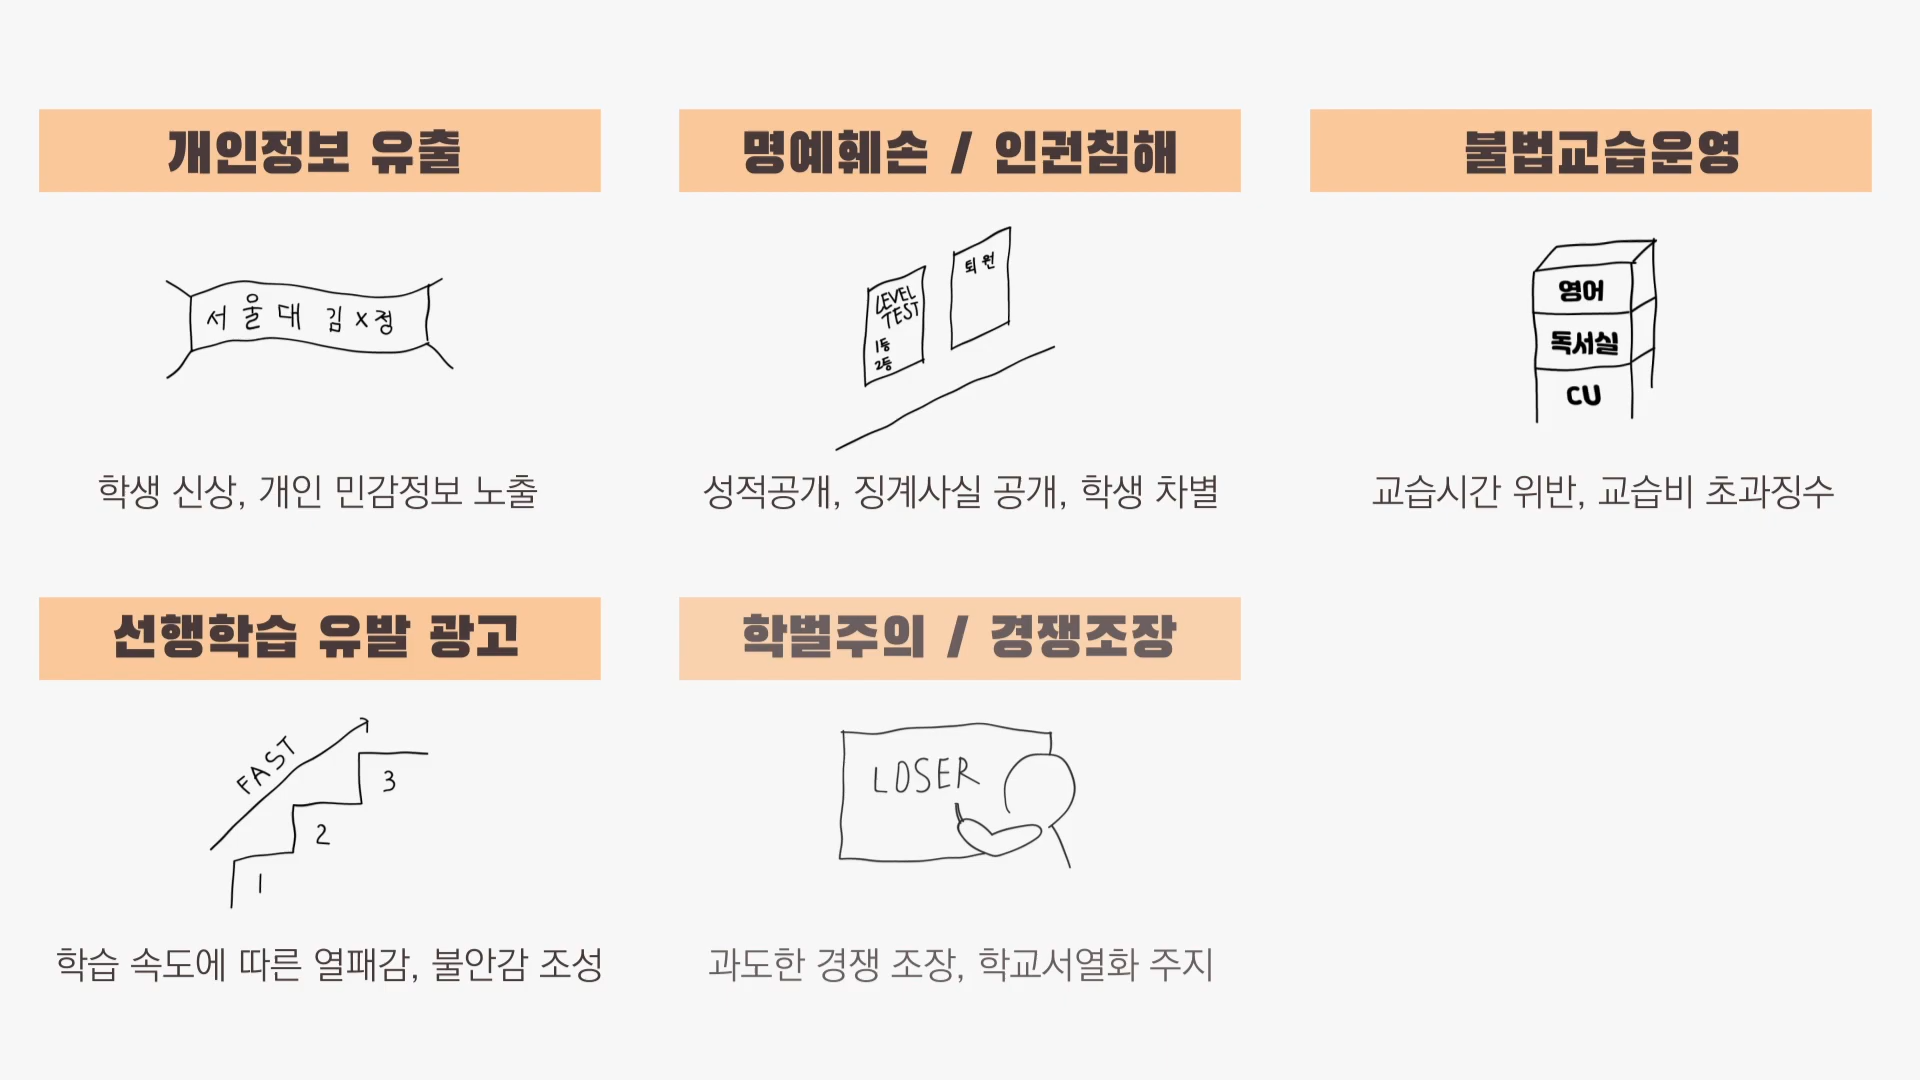 개인정보 유출
서울대 김X정
학생 신상, 개인 민감정보 노출
명예훼손 / 인권침해
LEVEL
TEST
1등
2등
퇴원
성적공개, 징계사실 공개, 학생 차별
불법교습운영
영어
독서실
CU
교습시간 위반, 교습비 초과징수
선행학습 유발 광고
FAST
1
2
3
학습 속도에 따른 열패감, 불안감 조성
학벌주의 / 경쟁조장
LOSER
과도한 경쟁 조장, 학교서열화 주지